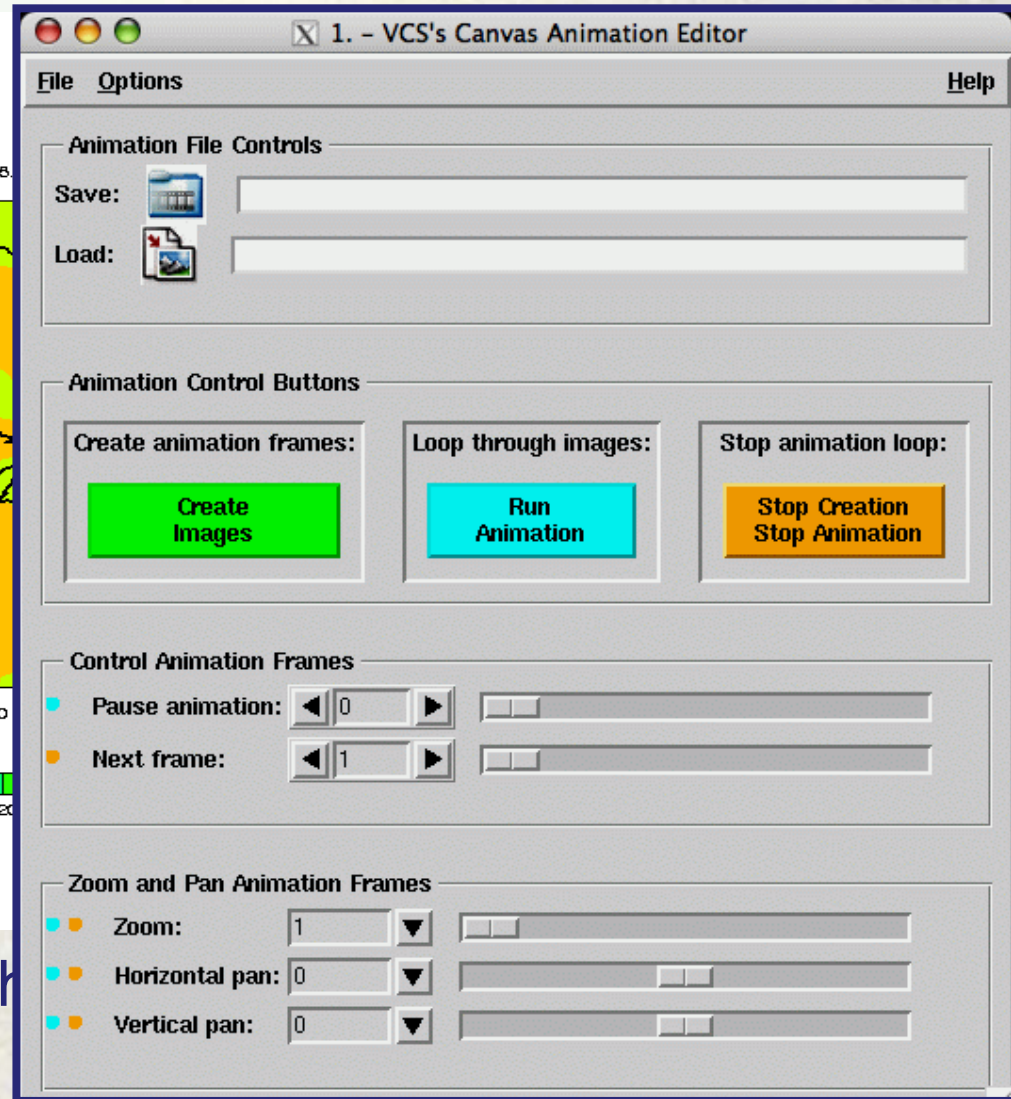 1. – VCS's Canvas Animation Editor
File Options Help
Animation File Controls
Save:
Load:
Animation Control Buttons
Create animation frames:
Create
Images
Loop through images:
Run
Animation
Stop animation loop:
Stop Creation
Stop Animation
Control Animation Frames
Pause animation: 0
Next frame: 1
Zoom and Pan Animation Frames
Zoom: 1
Horizontal pan: 0
Vertical pan: 0